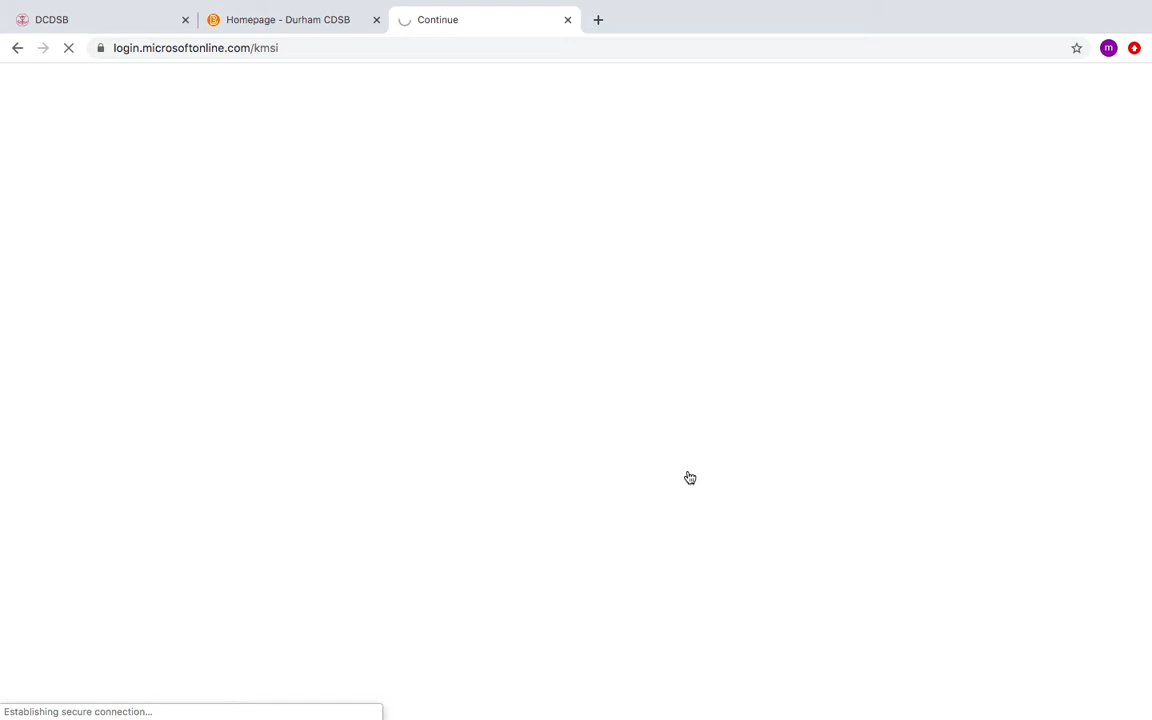 DCDSB
Homepage - Durham CDSB
Continue
login.microsoftonline.com/kmsi
m
Establishing secure connection...